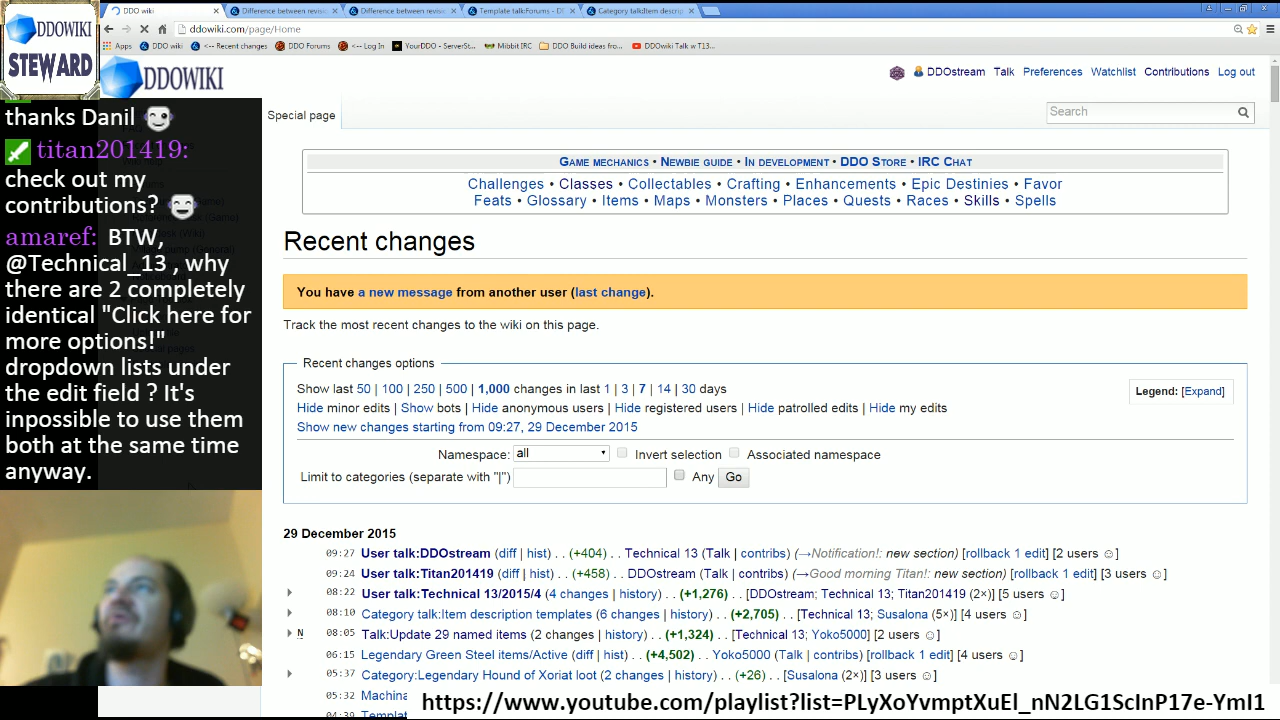 DDO wiki
Difference between revisi
Difference between revisi
Template talk:Forums - D
Category talk:Item descrip
ddowiki.com/page/Home
Apps
DDO wiki
<-- Recent changes
DDO Forums
<-- Log In
YourDDO - ServerSt...
Mibbit IRC
DDO Build ideas fro...
DDOwiki Talk w T13...
DDOWIKI
STEWARD
DDOWIKI
DDOstream Talk Preferences Watchlist Contributions Log out
Special page
Search
thanks Danil
titan201419:
check out my
contributions?
amaref: BTW,
@Technical_13 , why
there are 2 completely
identical "Click here for
more options!"
dropdown lists under
the edit field ? It's
inpossible to use them
both at the same time
anyway.
GAME MECHANICS • NEWBIE GUIDE • IN DEVELOPMENT • DDO STORE • IRC CHAT
Challenges • Classes • Collectables • Crafting • Enhancements • Epic Destinies • Favor
Feats • Glossary • Items • Maps • Monsters • Places • Quests • Races • Skills • Spells
Recent changes
You have a new message from another user (last change).
Track the most recent changes to the wiki on this page.
Recent changes options
Show last 50 | 100 | 250 | 500 | 1,000 changes in last 1 | 3 | 7 | 14 | 30 days
Legend: [Expand]
Hide minor edits | Show bots | Hide anonymous users | Hide registered users | Hide patrolled edits | Hide my edits
Show new changes starting from 09:27, 29 December 2015
Namespace: all Invert selection Associated namespace
Limit to categories (separate with "|") Any Go
29 December 2015
09:27 User talk:DDOstream (diff | hist) . . (+404) . . Technical 13 (Talk | contribs) (→Notification!: new section) [rollback 1 edit] [2 users ☺]
09:24 User talk:Titan201419 (diff | hist) . . (+458) . . DDOstream (Talk | contribs) (→Good morning Titan!: new section) [rollback 1 edit] [3 users ☺]
08:22 User talk:Technical 13/2015/4 (4 changes | history) . . (+1,276) . . [DDOstream; Technical 13; Titan201419 (2×)] [5 users ☺]
08:10 Category talk:Item description templates (6 changes | history) . . (+2,705) . . [Technical 13; Susalona (5×)] [4 users ☺]
N 08:05 Talk:Update 29 named items (2 changes | history) . . (+1,324) . . [Technical 13; Yoko5000] [2 users ☺]
06:15 Legendary Green Steel items/Active (diff | hist) . . (+4,502) . . Yoko5000 (Talk | contribs) [rollback 1 edit] [4 users ☺]
05:37 Category:Legendary Hound of Xoriat loot (2 changes | history) . . (+26) . . [Susalona (2×)] [3 users ☺]
05:32 Machina
04:39 Templat
https://www.youtube.com/playlist?list=PLyXoYvmptXuEl_nN2LG1ScInP17e-YmI1